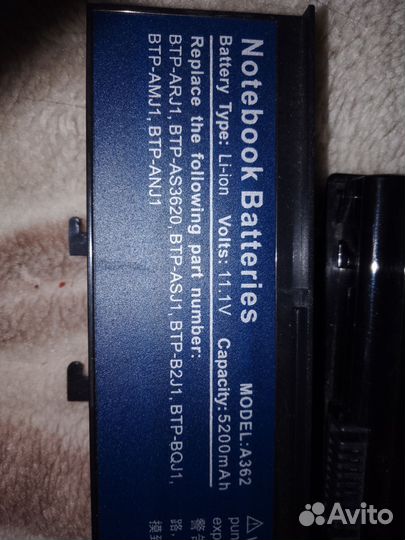 Notebook Batteries
MODEL:A362
Battery Type: Li-ion Volts: 11.1V Capacity: 5200mAh
Replace the following part number:
BTP-ARJ1, BTP-AS3620, BTP-ASJ1, BTP-B2J1, BTP-BQJ1,
BTP-AMJ1, BTP-ANJ1
Avito